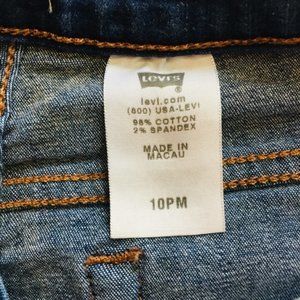 LEVI'S
®
levi.com
(800) USA-LEVI
98% COTTON
2% SPANDEX
MADE IN
MACAU
10PM